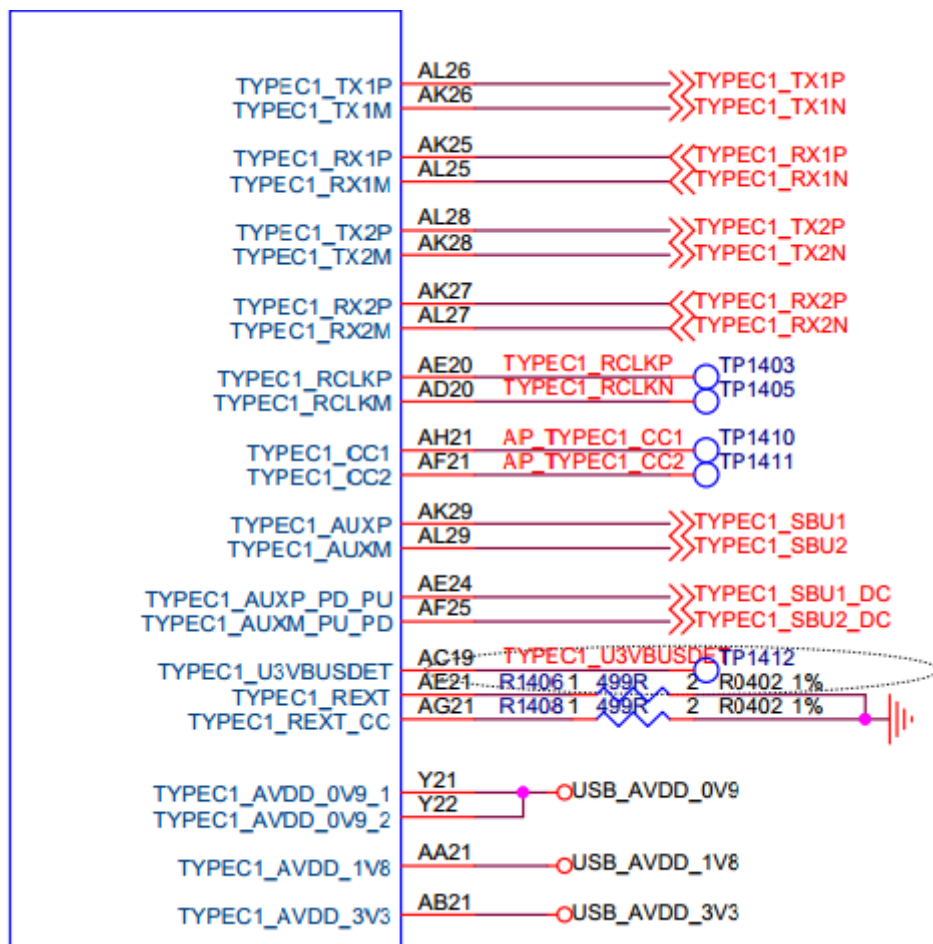 TYPEC1_TX1P AL26 TYPEC1_TX1P
TYPEC1_TX1M AK26 TYPEC1_TX1N
TYPEC1_RX1P AK25 TYPEC1_RX1P
TYPEC1_RX1M AL25 TYPEC1_RX1N
TYPEC1_TX2P AL28 TYPEC1_TX2P
TYPEC1_TX2M AK28 TYPEC1_TX2N
TYPEC1_RX2P AK27 TYPEC1_RX2P
TYPEC1_RX2M AL27 TYPEC1_RX2N
TYPEC1_RCLKP AE20 TYPEC1_RCLKP TP1403
TYPEC1_RCLKM AD20 TYPEC1_RCLKN TP1405
TYPEC1_CC1 AH21 AP_TYPEC1_CC1 TP1410
TYPEC1_CC2 AF21 AP_TYPEC1_CC2 TP1411
TYPEC1_AUXP AK29 TYPEC1_SBU1
TYPEC1_AUXM AL29 TYPEC1_SBU2
TYPEC1_AUXP_PD_PU AE24 TYPEC1_SBU1_DC
TYPEC1_AUXM_PU_PD AF25 TYPEC1_SBU2_DC
TYPEC1_U3VBUSDET AC19 TYPEC1_U3VBUSDET TP1412
TYPEC1_REXT AE21 R1406 1 499R 2 R0402 1%
TYPEC1_REXT_CC AG21 R1408 1 499R 2 R0402 1%
TYPEC1_AVDD_0V9_1 Y21 USB_AVDD_0V9
TYPEC1_AVDD_0V9_2 Y22
TYPEC1_AVDD_1V8 AA21 USB_AVDD_1V8
TYPEC1_AVDD_3V3 AB21 USB_AVDD_3V3